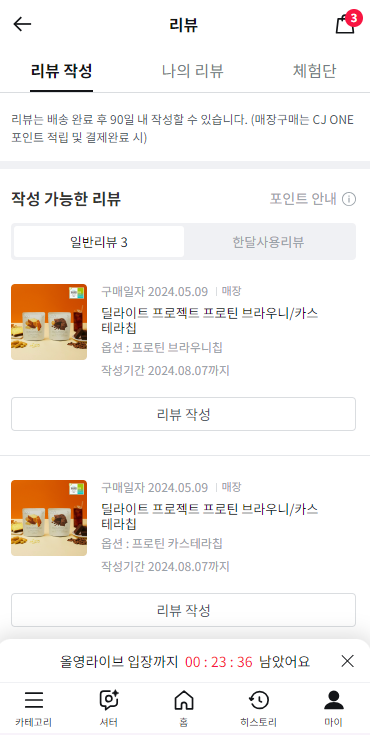 리뷰
3
리뷰 작성 나의 리뷰 체험단
리뷰는 배송 완료 후 90일 내 작성할 수 있습니다. (매장구매는 CJ ONE
포인트 적립 및 결제완료 시)
작성 가능한 리뷰 포인트 안내
일반리뷰 3 한달사용리뷰
구매일자 2024.05.09 | 매장
딜라이트 프로젝트 프로틴 브라우니/카스
테라칩
옵션 : 프로틴 브라우니칩
작성기간 2024.08.07까지
리뷰 작성
구매일자 2024.05.09 | 매장
딜라이트 프로젝트 프로틴 브라우니/카스
테라칩
옵션 : 프로틴 카스테라칩
작성기간 2024.08.07까지
리뷰 작성
올영라이브 입장까지 00 : 23 : 36 남았어요
카테고리 셔터 홈 히스토리 마이